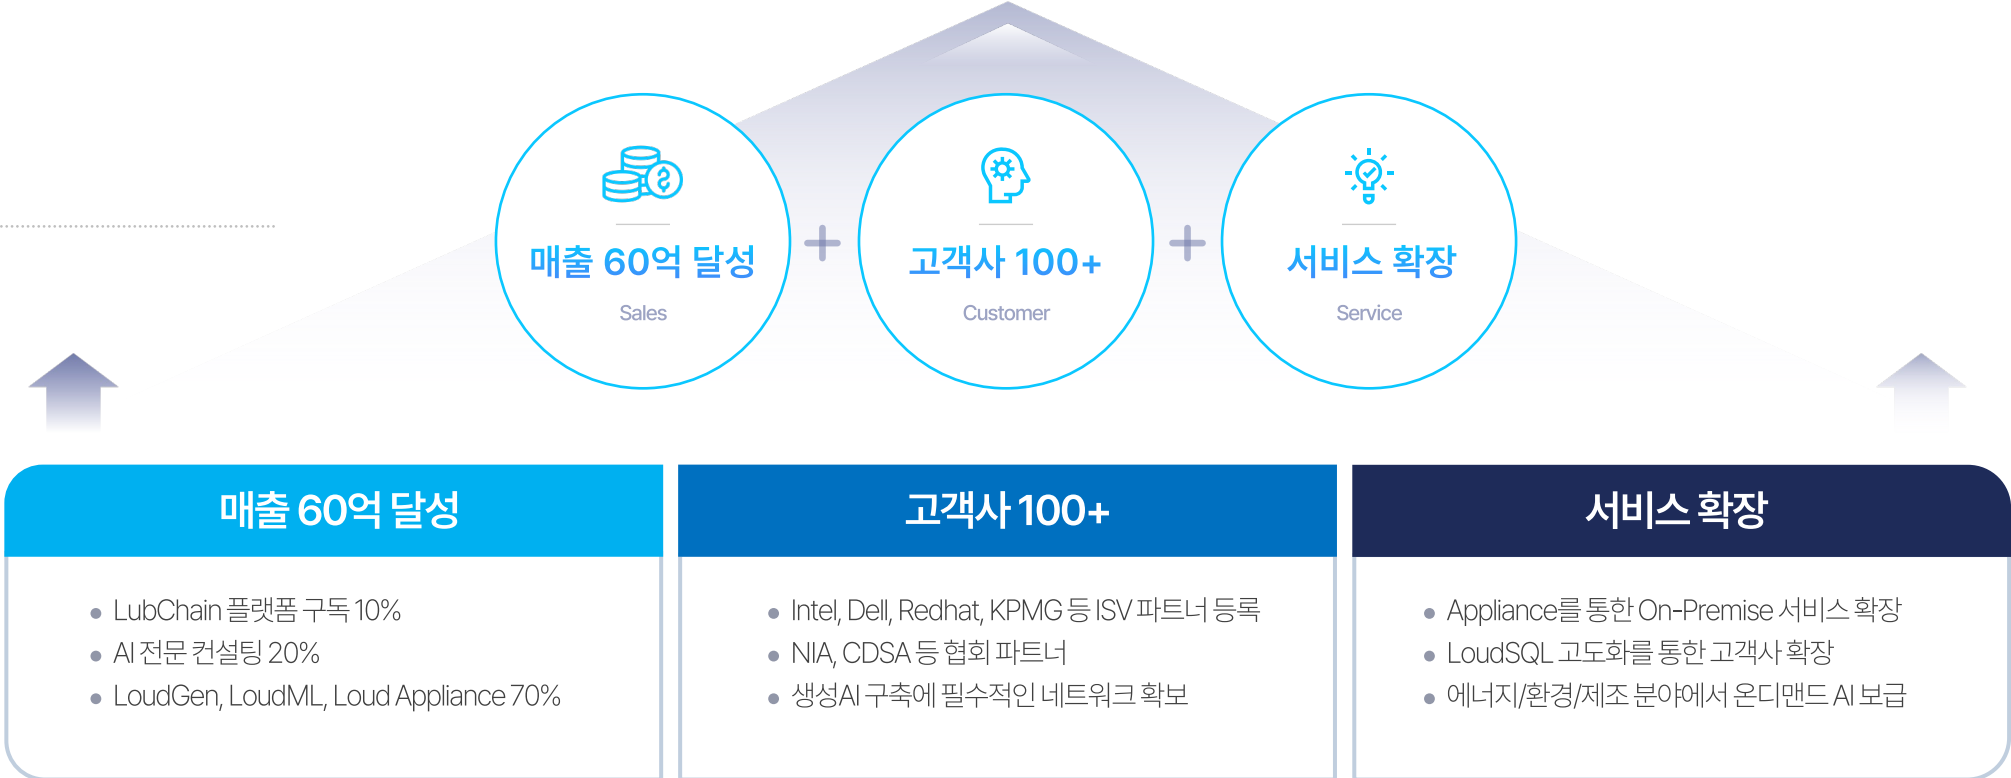 매출 60억 달성
Sales
고객사 100+
Customer
서비스 확장
Service
매출 60억 달성
LubChain 플랫폼 구독 10%
AI 전문 컨설팅 20%
LoudGen, LoudML, Loud Appliance 70%
고객사 100+
Intel, Dell, Redhat, KPMG 등 ISV 파트너 등록
NIA, CDSA 등 협회 파트너
생성AI 구축에 필수적인 네트워크 확보
서비스 확장
Appliance를 통한 On-Premise 서비스 확장
LoudSQL 고도화를 통한 고객사 확장
에너지/환경/제조 분야에서 온디맨드 AI 보급